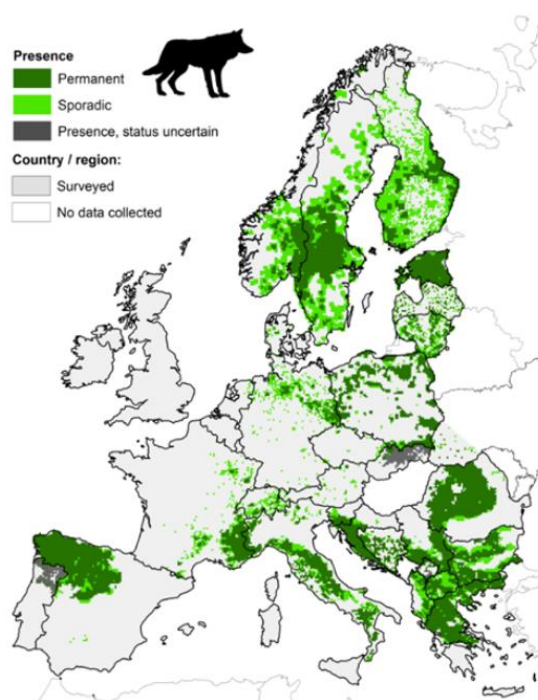 Presence
Permanent
Sporadic
Presence, status uncertain
Country / region:
Surveyed
No data collected